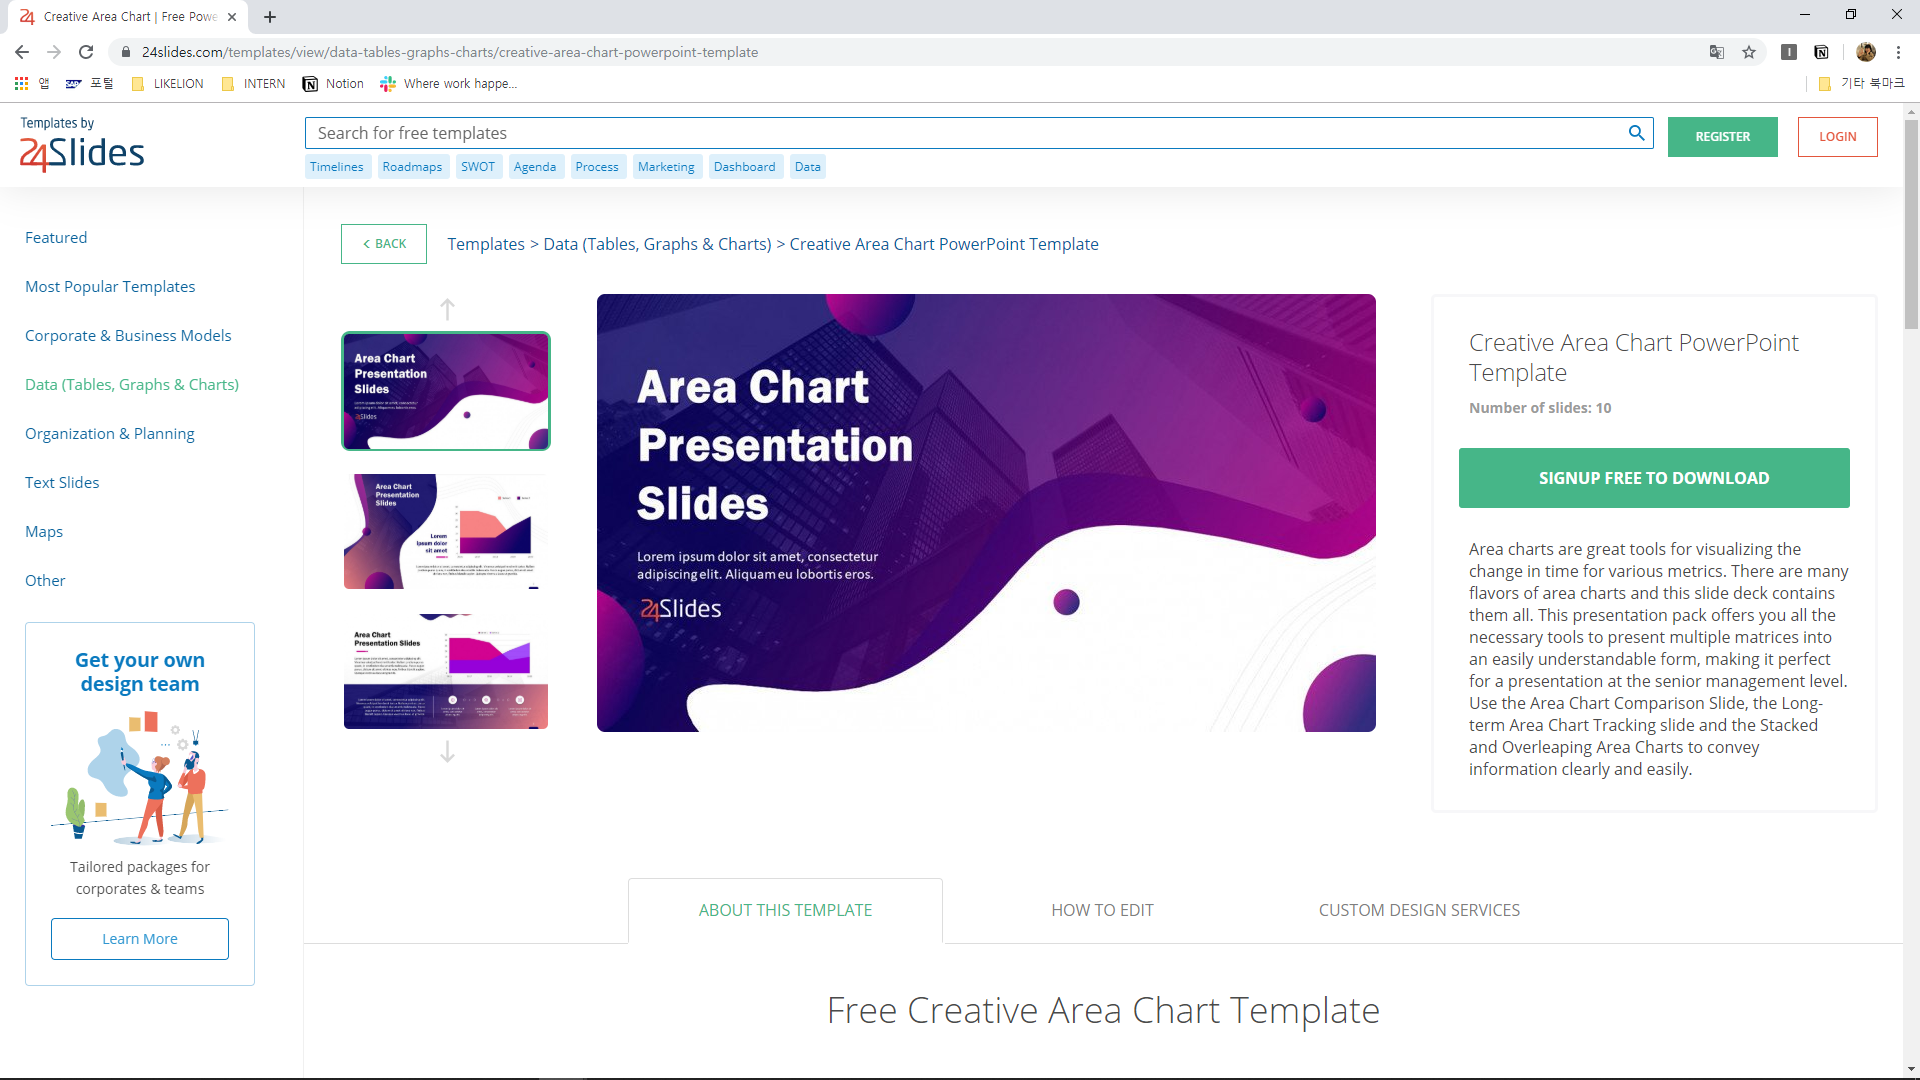 Creative Area Chart | Free Powe
24slides.com/templates/view/data-tables-graphs-charts/creative-area-chart-powerpoint-template
앱 포털 LIKELION INTERN Notion Where work happe... 기타 북마크
Templates by
24Slides
Search for free templates
REGISTER
LOGIN
Timelines Roadmaps SWOT Agenda Process Marketing Dashboard Data
Featured
Most Popular Templates
Corporate & Business Models
Data (Tables, Graphs & Charts)
Organization & Planning
Text Slides
Maps
Other
Get your own
design team
Tailored packages for
corporates & teams
Learn More
< BACK
Templates > Data (Tables, Graphs & Charts) > Creative Area Chart PowerPoint Template
Area Chart
Presentation
Slides
24Slides
Area Chart
Presentation
Slides
Lorem
ipsum dolor
sit amet
Area Chart
Presentation Slides
Area Chart
Presentation
Slides
Lorem ipsum dolor sit amet, consectetur
adipiscing elit. Aliquam eu lobortis eros.
24Slides
Creative Area Chart PowerPoint
Template
Number of slides: 10
SIGNUP FREE TO DOWNLOAD
Area charts are great tools for visualizing the
change in time for various metrics. There are many
flavors of area charts and this slide deck contains
them all. This presentation pack offers you all the
necessary tools to present multiple matrices into
an easily understandable form, making it perfect
for a presentation at the senior management level.
Use the Area Chart Comparison Slide, the Long-
term Area Chart Tracking slide and the Stacked
and Overleaping Area Charts to convey
information clearly and easily.
ABOUT THIS TEMPLATE
HOW TO EDIT
CUSTOM DESIGN SERVICES
Free Creative Area Chart Template